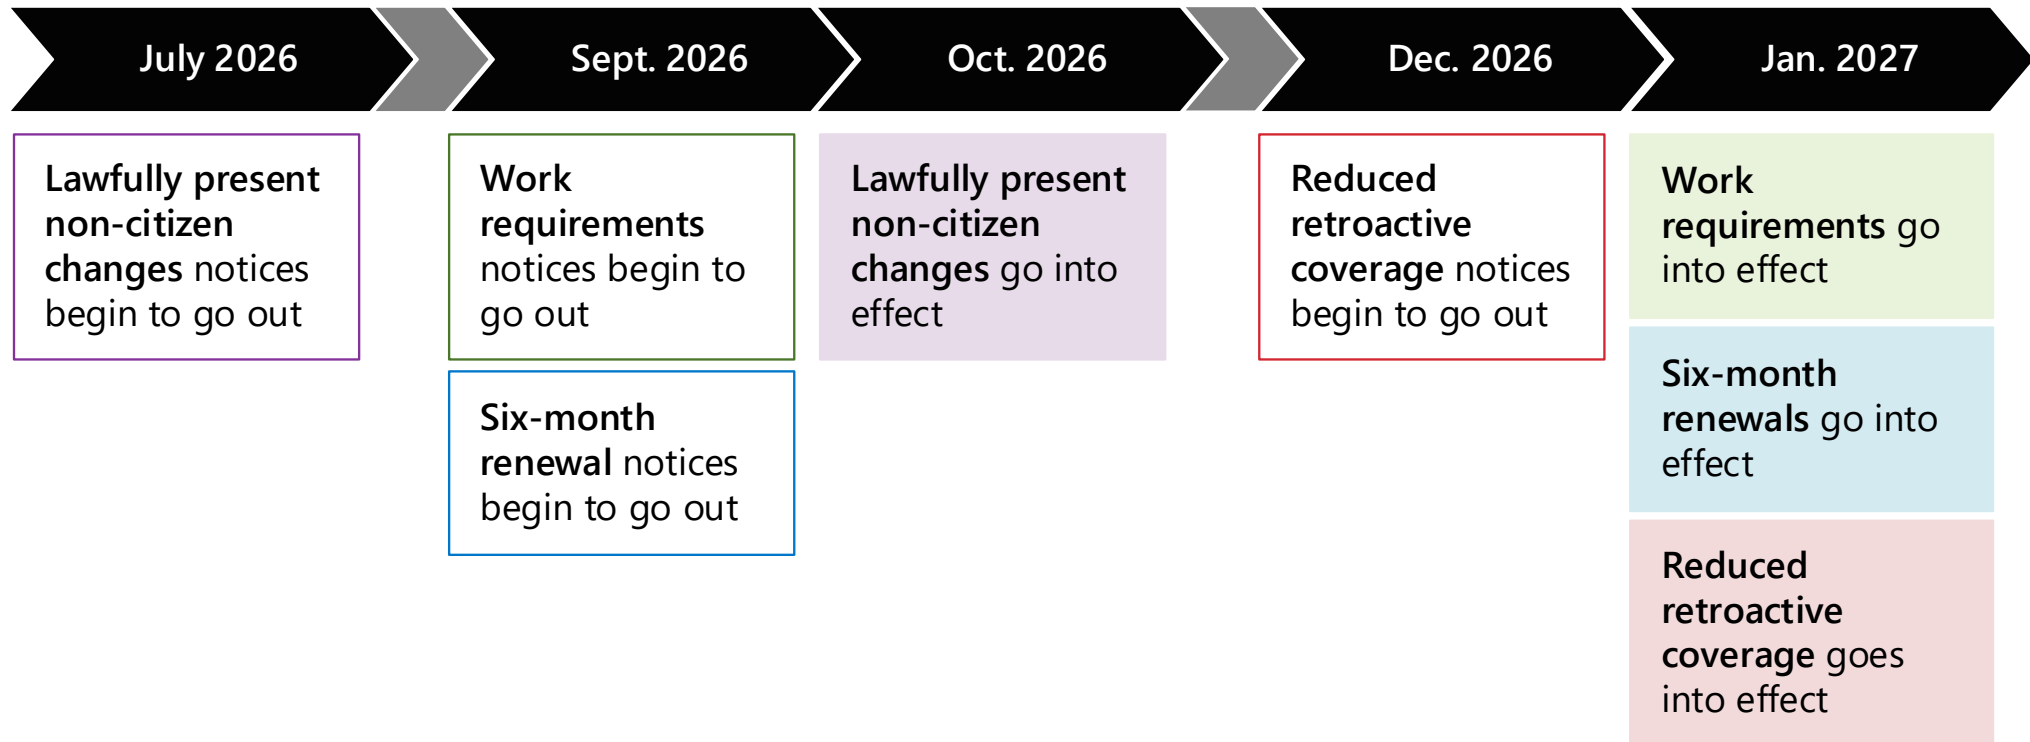 July 2026
Sept. 2026
Oct. 2026
Dec. 2026
Jan. 2027
Lawfully present
non-citizen
changes notices
begin to go out
Work
requirements
notices begin to
go out
Six-month
renewal notices
begin to go out
Lawfully present
non-citizen
changes go into
effect
Reduced
retroactive
coverage notices
begin to go out
Work
requirements go
into effect
Six-month
renewals go into
effect
Reduced
retroactive
coverage goes
into effect